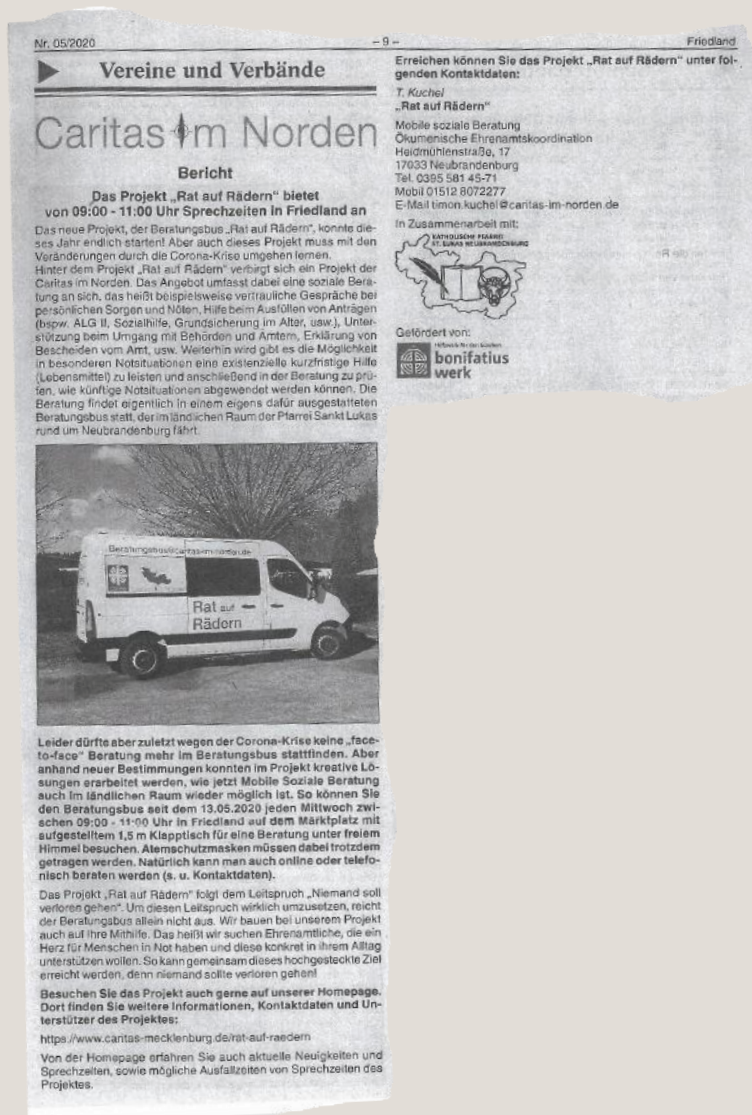 Nr. 05/2020
– 9 –
Friedland
Vereine und Verbände
Caritas im Norden
Bericht
Das Projekt „Rat auf Rädern" bietet
von 09:00 - 11:00 Uhr Sprechzeiten in Friedland an
Das neue Projekt, der Beratungsbus „Rat auf Rädern", konnte die-
ses Jahr endlich starten! Aber auch dieses Projekt muss mit den
Veränderungen durch die Corona-Krise umgehen lernen.
Hinter dem Projekt „Rat auf Rädern" verbirgt sich ein Projekt der
Caritas im Norden. Das Angebot umfasst dabei eine soziale Bera-
tung an sich, das heißt beispielsweise vertrauliche Gespräche bei
persönlichen Sorgen und Nöten, Hilfe beim Ausfüllen von Anträgen
(bspw. ALG II, Sozialhilfe, Grundsicherung im Alter, usw.), Unter-
stützung beim Umgang mit Behörden und Ämtern, Erklärung von
Bescheiden vom Amt, usw. Weiterhin wird gibt es die Möglichkeit
in besonderen Notsituationen eine existenzielle kurzfristige Hilfe
(Lebensmittel) zu leisten und anschließend in der Beratung zu prü-
fen, wie künftige Notsituationen abgewendet werden können. Die
Beratung findet eigentlich in einem eigens dafür ausgestatteten
Beratungsbus statt, der im ländlichen Raum der Pfarrei Sankt Lukas
rund um Neubrandenburg fährt.
Beratungsbus@caritas-im-norden.de
Rat auf
Rädern
Leider dürfte aber zuletzt wegen der Corona-Krise keine „face-
to-face" Beratung mehr im Beratungsbus stattfinden. Aber
anhand neuer Bestimmungen konnten im Projekt kreative Lö-
sungen erarbeitet werden, wie jetzt Mobile Soziale Beratung
auch im ländlichen Raum wieder möglich ist. So können Sie
den Beratungsbus seit dem 13.05.2020 jeden Mittwoch zwi-
schen 09:00 - 11:00 Uhr in Friedland auf dem Marktplatz mit
aufgestelltem 1,5 m Klapptisch für eine Beratung unter freiem
Himmel besuchen. Atemschutzmasken müssen dabei trotzdem
getragen werden. Natürlich kann man auch online oder telefo-
nisch beraten werden (s. u. Kontaktdaten).
Das Projekt „Rat auf Rädern" folgt dem Leitspruch „Niemand soll
verloren gehen". Um diesen Leitspruch wirklich umzusetzen, reicht
der Beratungsbus allein nicht aus. Wir bauen bei unserem Projekt
auch auf Ihre Mithilfe. Das heißt wir suchen Ehrenamtliche, die ein
Herz für Menschen in Not haben und diese konkret in ihrem Alltag
unterstützen wollen. So kann gemeinsam dieses hochgesteckte Ziel
erreicht werden, denn niemand sollte verloren gehen!
Besuchen Sie das Projekt auch gerne auf unserer Homepage.
Dort finden Sie weitere Informationen, Kontaktdaten und Un-
terstützer des Projektes:
https://www.caritas-mecklenburg.de/rat-auf-raedern
Von der Homepage erfahren Sie auch aktuelle Neuigkeiten und
Sprechzeiten, sowie mögliche Ausfallzeiten von Sprechzeiten des
Projektes.
Erreichen können Sie das Projekt „Rat auf Rädern" unter fol-
genden Kontaktdaten:
T. Kuchel
„Rat auf Rädern"
Mobile soziale Beratung
Ökumenische Ehrenamtskoordination
Heidmühlenstraße, 17
17033 Neubrandenburg
Tel. 0395 581 45-71
Mobil 01512 8072277
E-Mail timon.kuchel@caritas-im-norden.de
In Zusammenarbeit mit:
KATHOLISCHE PFARREI
ST. LUKAS NEUBRANDENBURG
Gefördert von:
bonifatius
werk